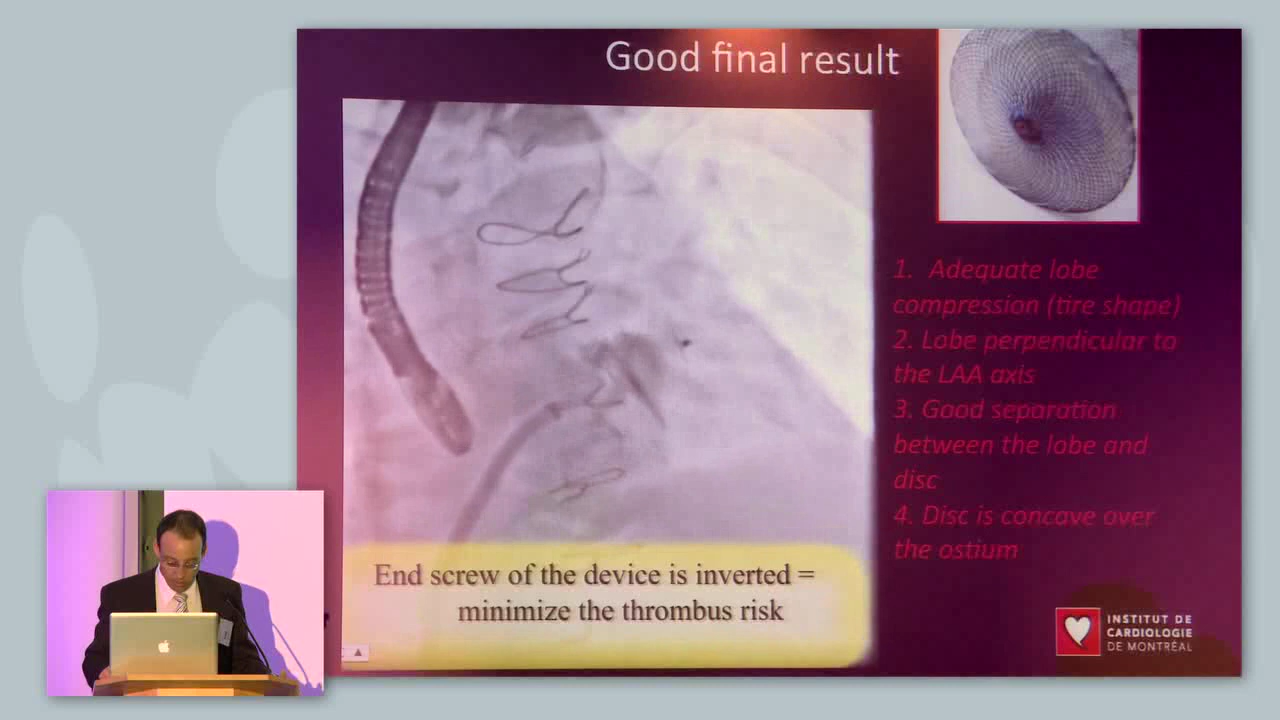 Good final result
1. Adequate lobe
compression (tire shape)
2. Lobe perpendicular to
the LAA axis
3. Good separation
between the lobe and
disc
4. Disc is concave over
the ostium
End screw of the device is inverted =
minimize the thrombus risk
INSTITUT DE
CARDIOLOGIE
DE MONTRÉAL